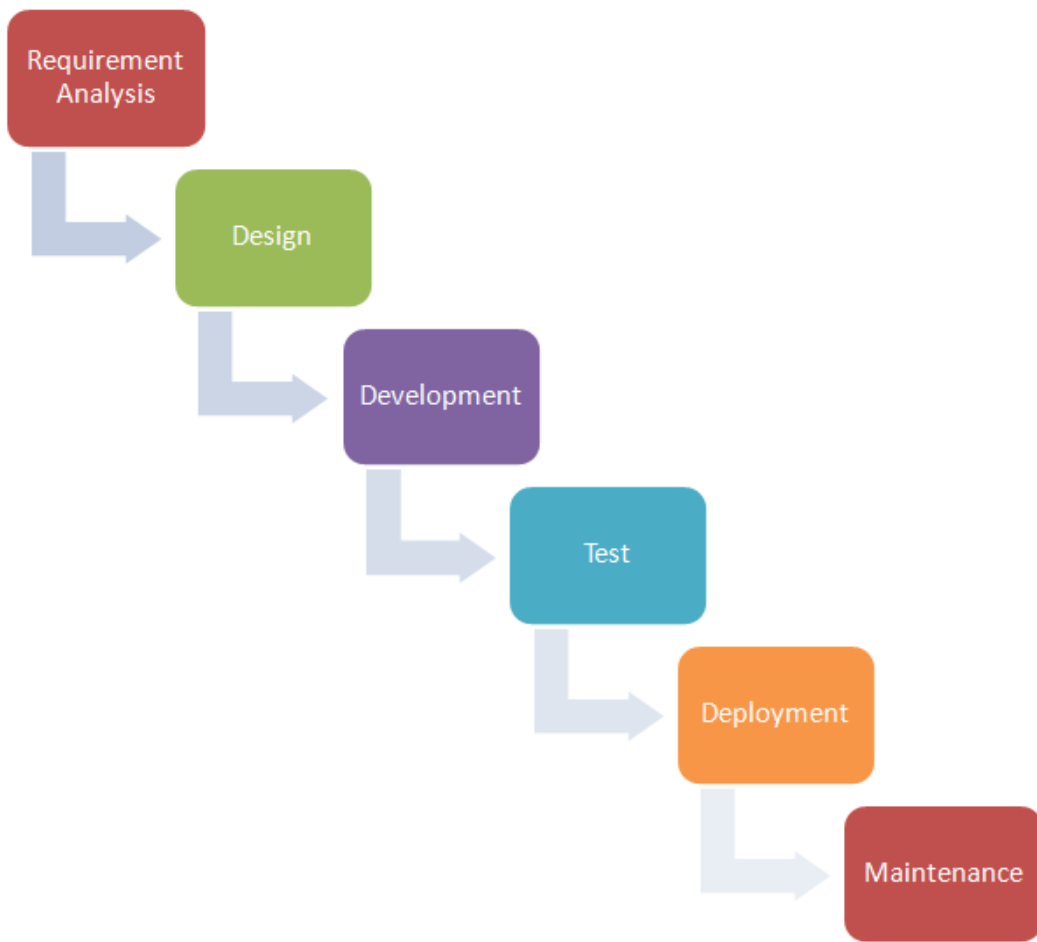 Requirement
Analysis
Design
Development
Test
Deployment
Maintenance